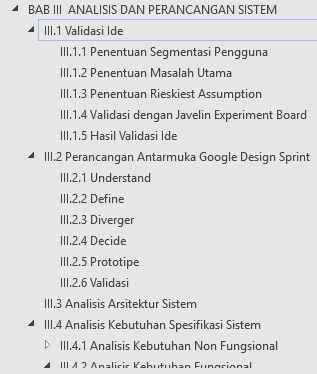 BAB III ANALISIS DAN PERANCANGAN SISTEM
III.1 Validasi Ide
III.1.1 Penentuan Segmentasi Pengguna
III.1.2 Penentuan Masalah Utama
III.1.3 Penentuan Rieskiest Assumption
III.1.4 Validasi dengan Javelin Experiment Board
III.1.5 Hasil Validasi Ide
III.2 Perancangan Antarmuka Google Design Sprint
III.2.1 Understand
III.2.2 Define
III.2.3 Diverger
III.2.4 Decide
III.2.5 Prototipe
III.2.6 Validasi
III.3 Analisis Arsitektur Sistem
III.4 Analisis Kebutuhan Spesifikasi Sistem
III.4.1 Analisis Kebutuhan Non Fungsional
III.4.2 Analisis Kebutuhan Fungsional